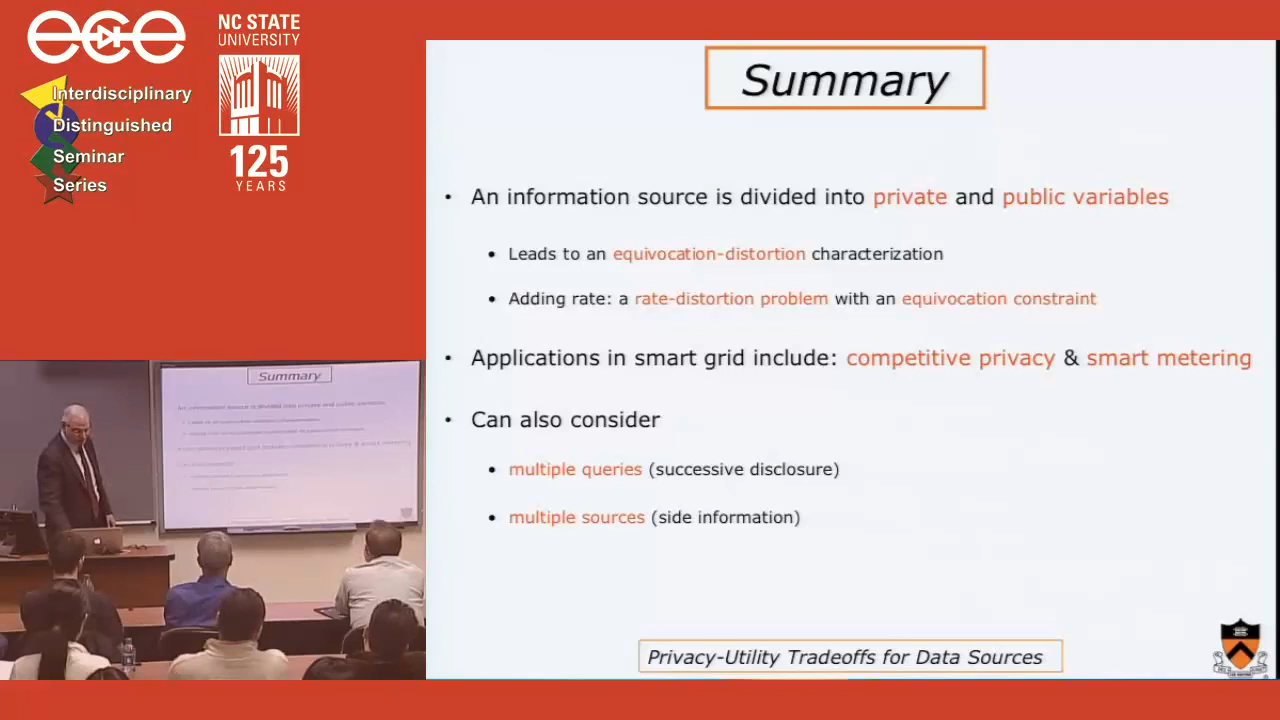 ece
NC STATE
UNIVERSITY
Interdisciplinary
Distinguished
Seminar
Series
125
YEARS
Summary
• An information source is divided into private and public variables
• Leads to an equivocation-distortion characterization
• Adding rate: a rate-distortion problem with an equivocation constraint
• Applications in smart grid include: competitive privacy & smart metering
• Can also consider
• multiple queries (successive disclosure)
• multiple sources (side information)
Privacy-Utility Tradeoffs for Data Sources
Summary